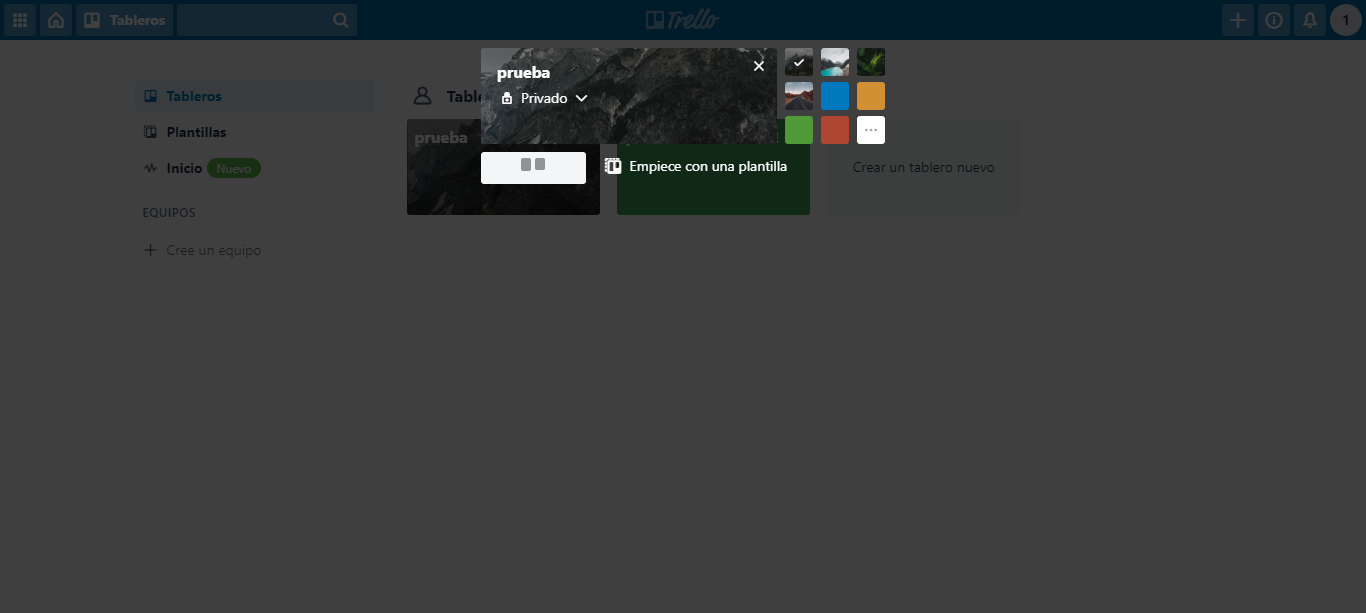 Tableros
Trello
1
prueba
Privado
Tableros
Plantillas
Inicio Nuevo
EQUIPOS
Cree un equipo
Table
prueba
Empiece con una plantilla
Crear un tablero nuevo